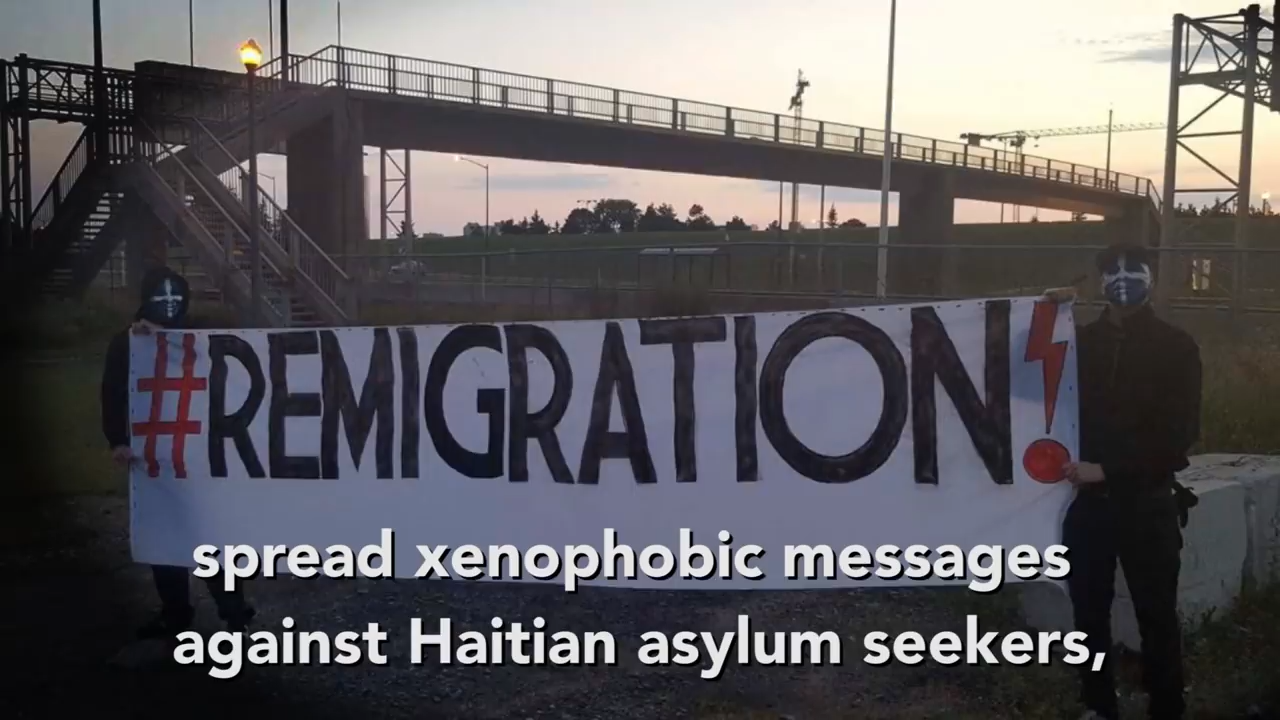 #REMIGRATION!
spread xenophobic messages
against Haitian asylum seekers,